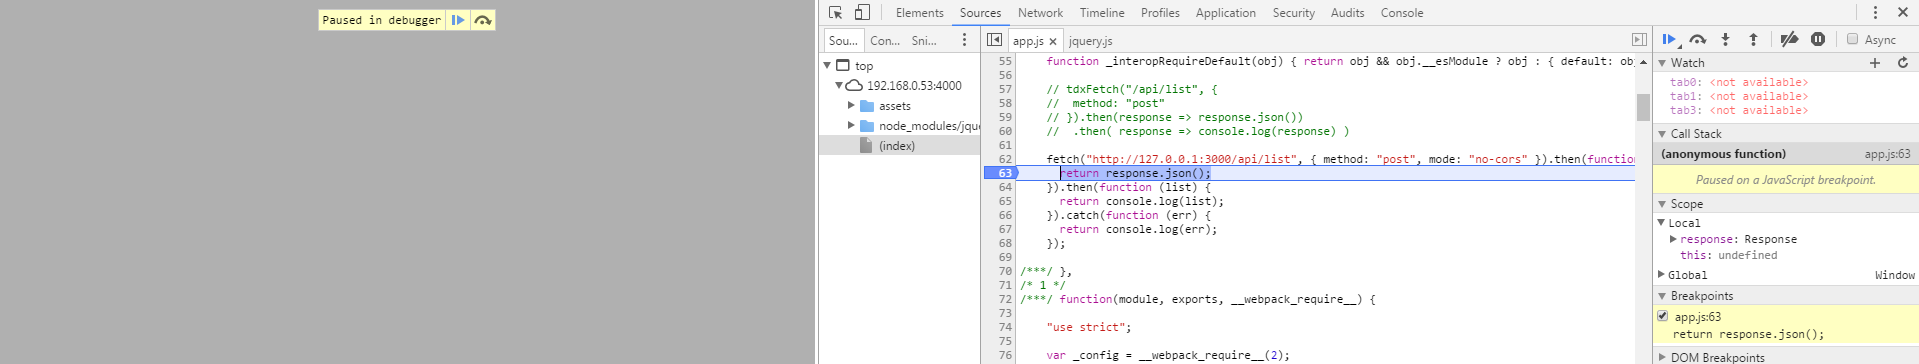 Paused in debugger
Elements Sources Network Timeline Profiles Application Security Audits Console
Sou... Con... Sni...
app.js × jquery.js
Async
top
192.168.0.53:4000
assets
node_modules/jqu
(index)
55 function _interopRequireDefault(obj) { return obj && obj.__esModule ? obj : { default: ob
56
57 // tdxFetch("/api/list", {
58 //  method: "post"
59 // }).then(response => response.json())
60 //  .then( response => console.log(response) )
61
62 fetch("http://127.0.0.1:3000/api/list", { method: "post", mode: "no-cors" }).then(function
63 return response.json();
64 }).then(function (list) {
65 return console.log(list);
66 }).catch(function (err) {
67 return console.log(err);
68 });
69
70 /***/ },
71 /* 1 */
72 /***/ function(module, exports, __webpack_require__) {
73
74 "use strict";
75
76 var _config = __webpack_require__(2);
Watch
tab0: <not available>
tab1: <not available>
tab3: <not available>
Call Stack
(anonymous function) app.js:63
Paused on a JavaScript breakpoint.
Scope
Local
response: Response
this: undefined
Global Window
Breakpoints
app.js:63
return response.json();
DOM Breakpoints